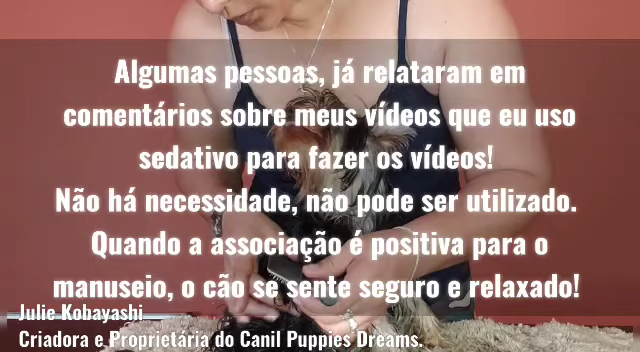 Algumas pessoas, já relataram em
comentários sobre meus vídeos que eu uso
sedativo para fazer os vídeos!
Não há necessidade, não pode ser utilizado.
Quando a associação é positiva para o
manuseio, o cão se sente seguro e relaxado!
Julie Kobayashi
Criadora e Proprietária do Canil Puppies Dreams.